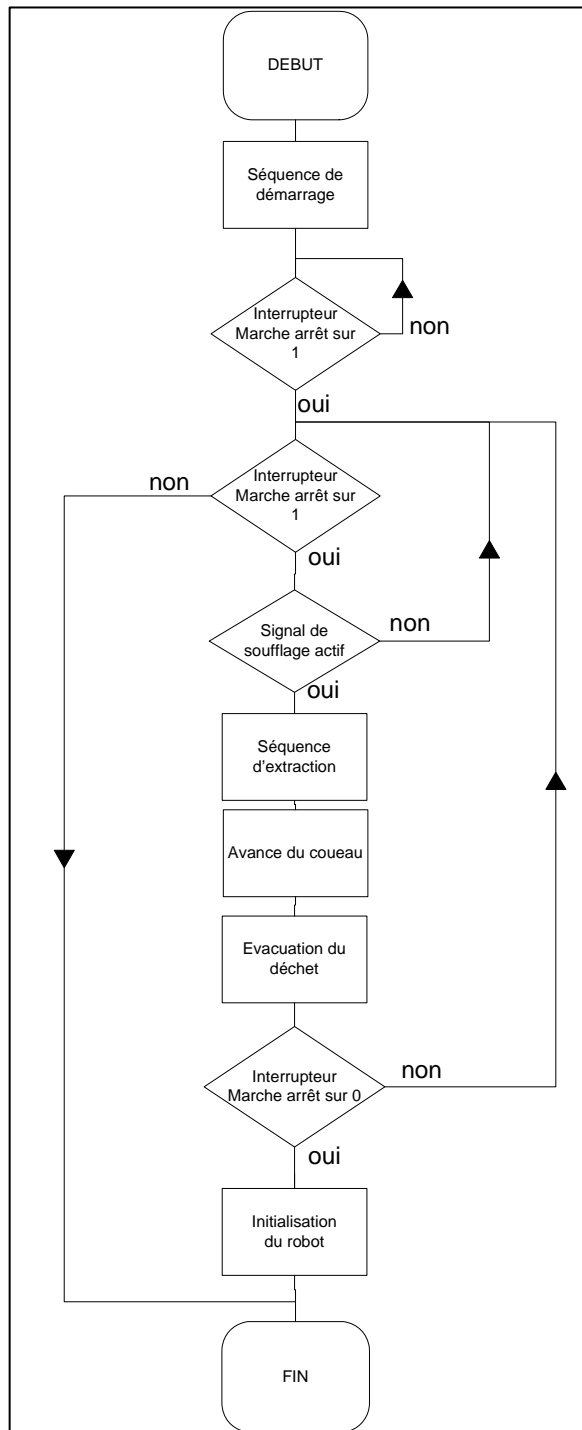 DEBUT
Séquence de
démarrage
Interrupteur
Marche arrêt sur
1
non
oui
non
Interrupteur
Marche arrêt sur
1
oui
Signal de
soufflage actif
non
oui
Séquence
d'extraction
Avance du coueau
Evacuation du
déchet
Interrupteur
Marche arrêt sur 0
non
oui
Initialisation
du robot
FIN